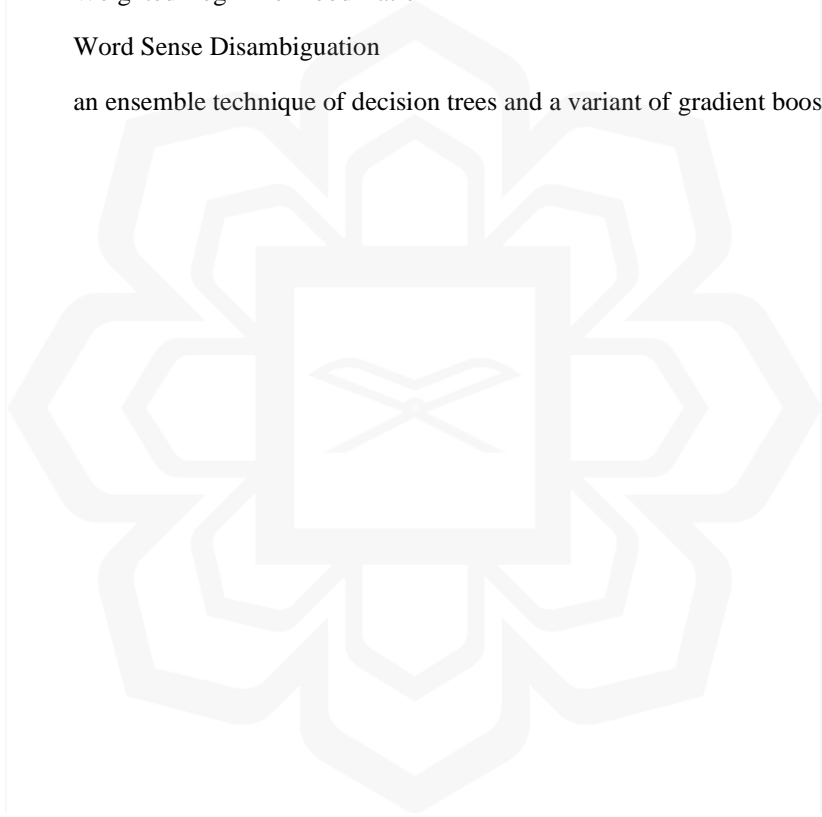 Word Sense Disambiguation
an ensemble technique of decision trees and a variant of gradient boos